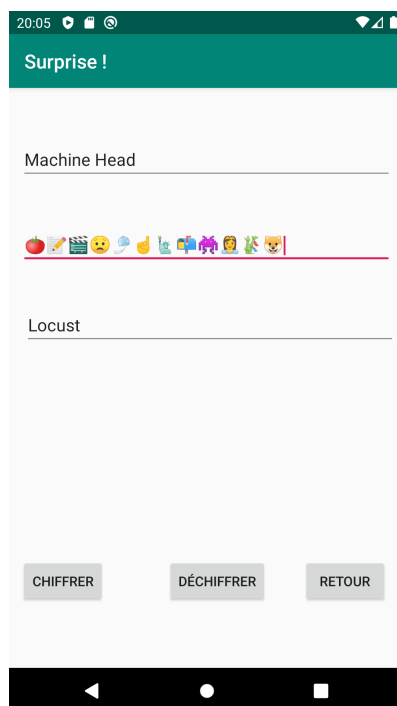 20:05
Surprise !
Machine Head
🍅📝🎬😦🎐☝🗽📬👾👸🎋🐶
Locust
CHIFFRER DÉCHIFFRER RETOUR